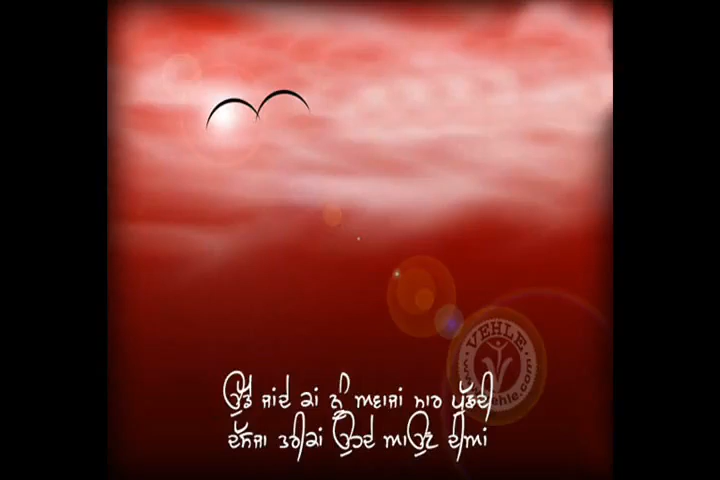 ਉੱਡੇ ਜਾਂਦੇ ਕਾਂ ਨੂੰ ਅਵਾਜਾਂ ਮਾਰ ਪੁੱਛਦੀ
ਦੱਸਜਾ ਤਰੀਕਾਂ ਉਹਦੇ ਆਉਣ ਦੀਆਂ
VEHLE